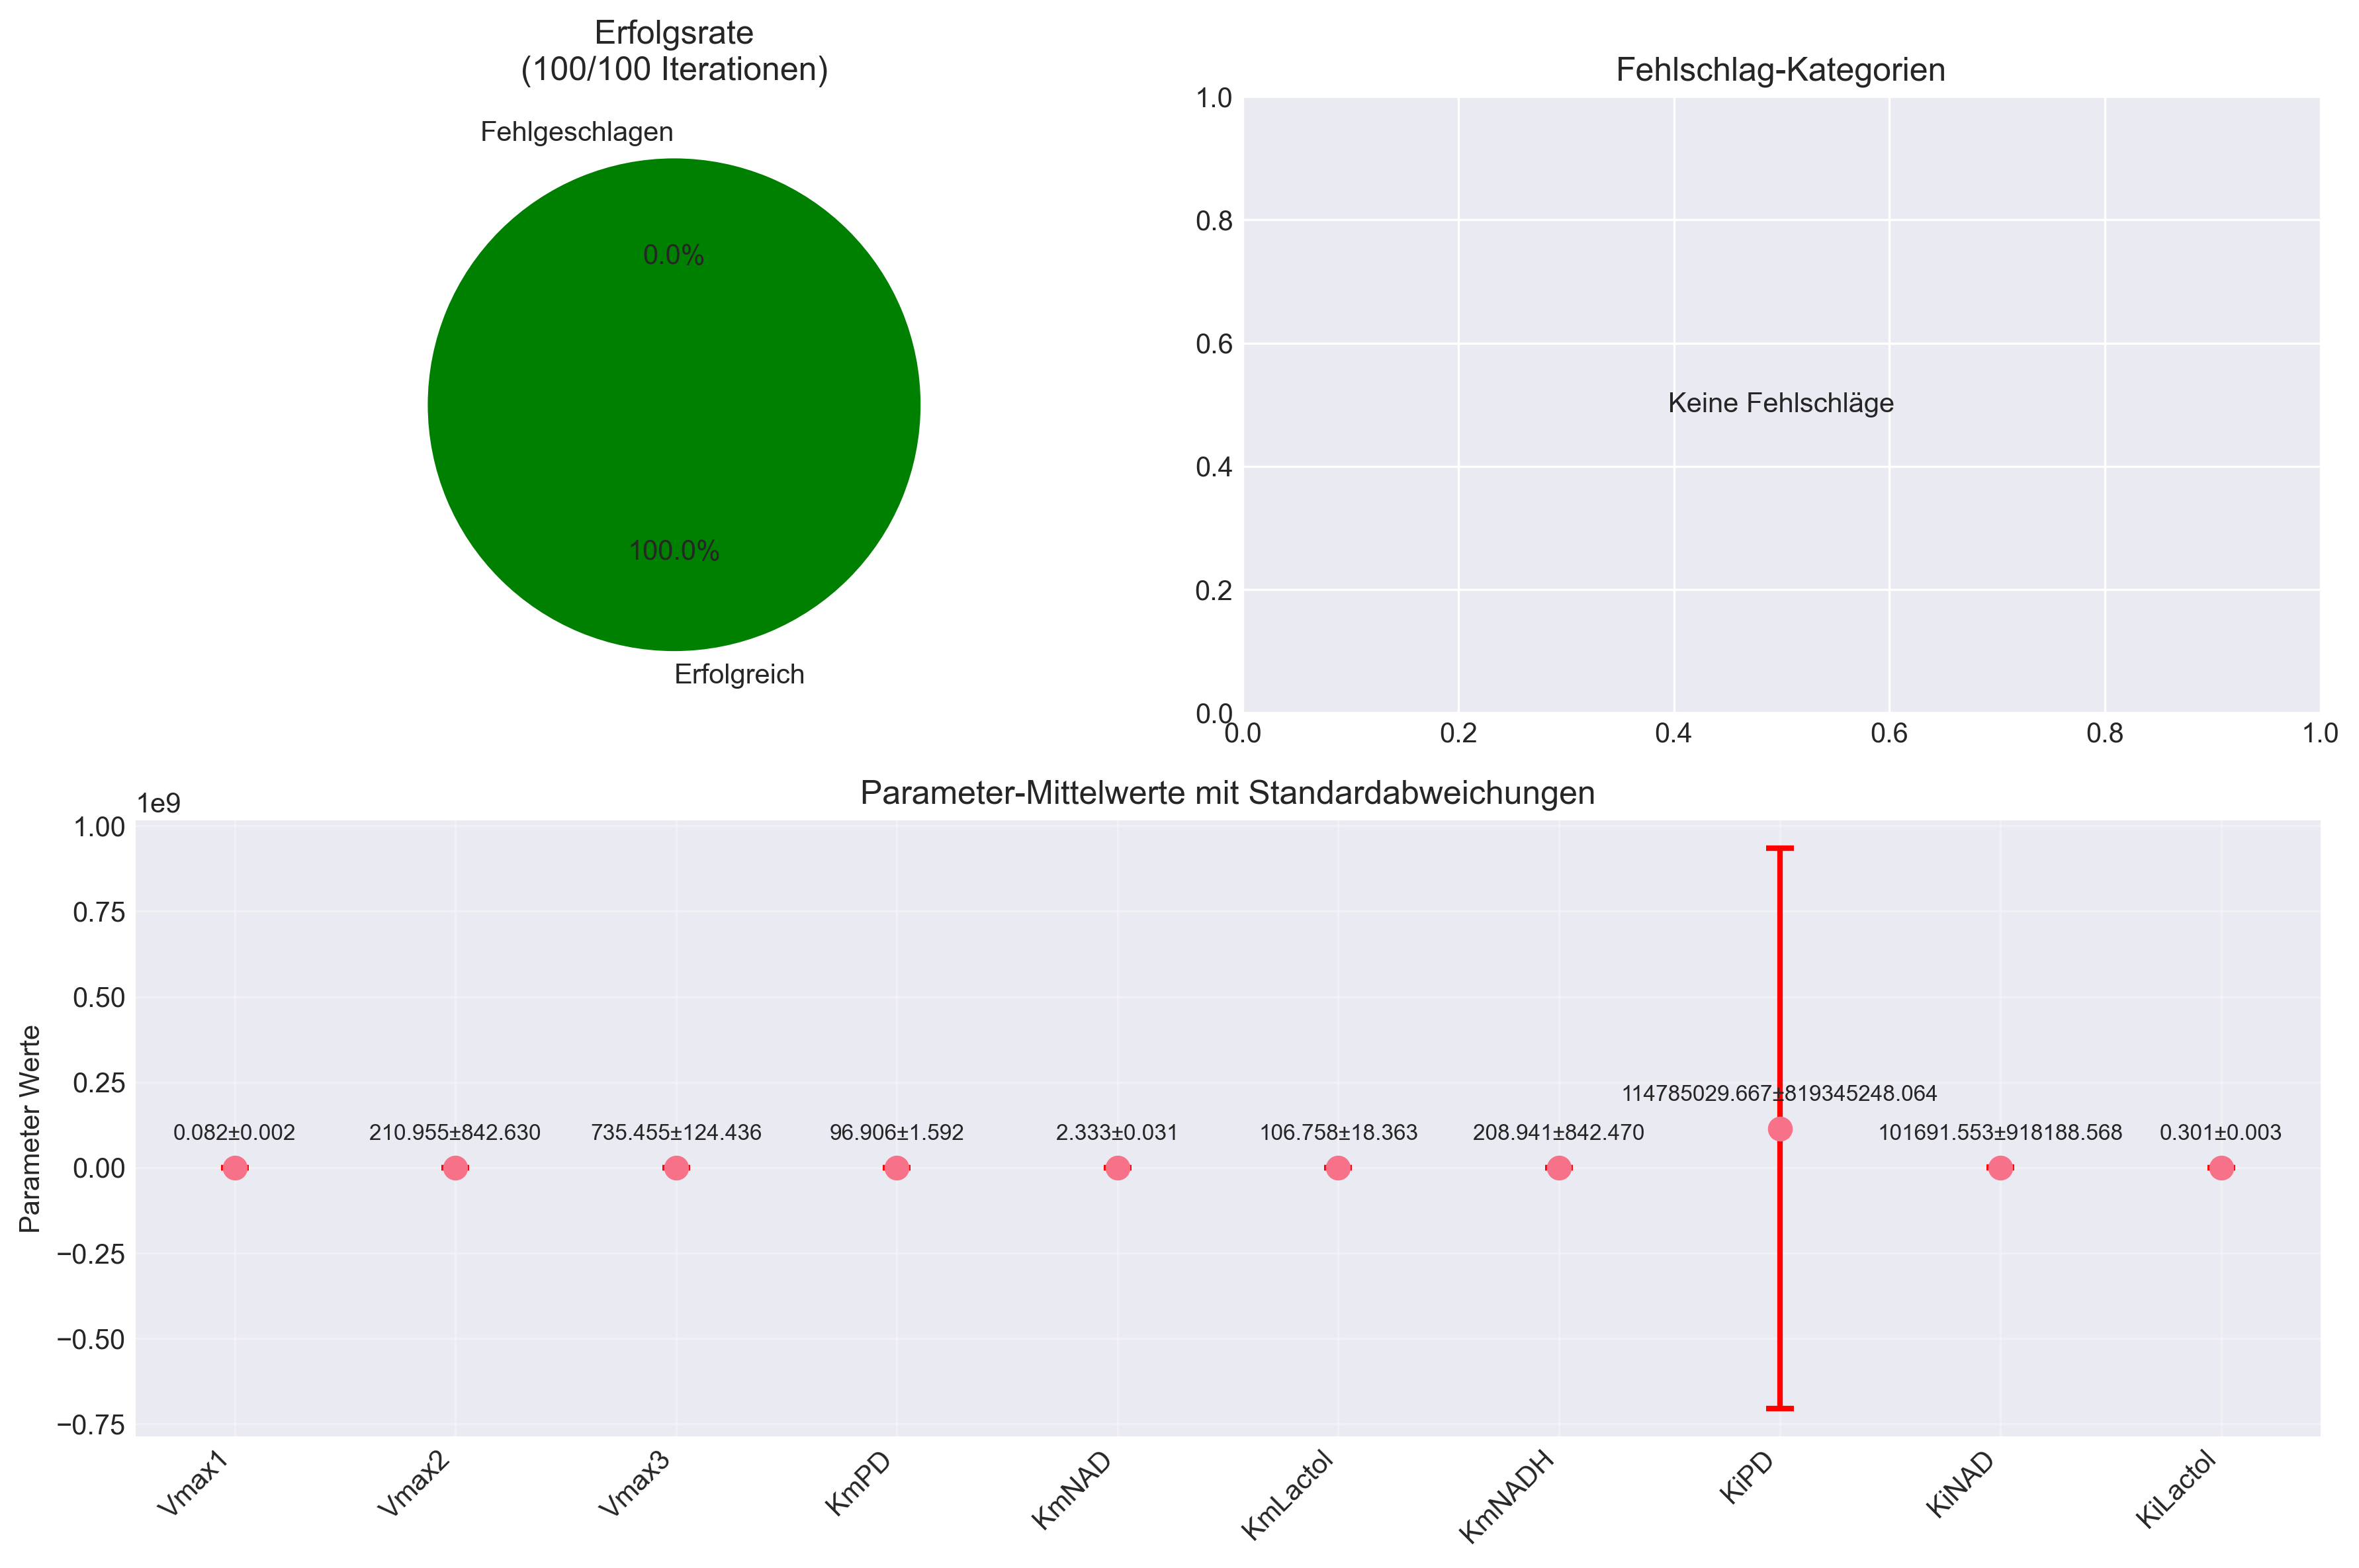 Erfolgsrate
(100/100 Iterationen)
Fehlgeschlagen
0.0%
100.0%
Erfolgreich
Fehlschlag-Kategorien
1.0
0.8
0.6
0.4
0.2
0.0
Keine Fehlschläge
0.0 0.2 0.4 0.6 0.8 1.0
Parameter-Mittelwerte mit Standardabweichungen
1e9
Parameter Werte
1.00
0.75
0.50
0.25
0.00
−0.25
−0.50
−0.75
0.082±0.002 210.955±842.630 735.455±124.436 96.906±1.592 2.333±0.031 106.758±18.363 208.941±842.470 114785029.667±819345248.064 101691.553±918188.568 0.301±0.003
Vmax1 Vmax2 Vmax3 KmPD KmNAD KmLactol KmNADH KiPD KiNAD KiLactol